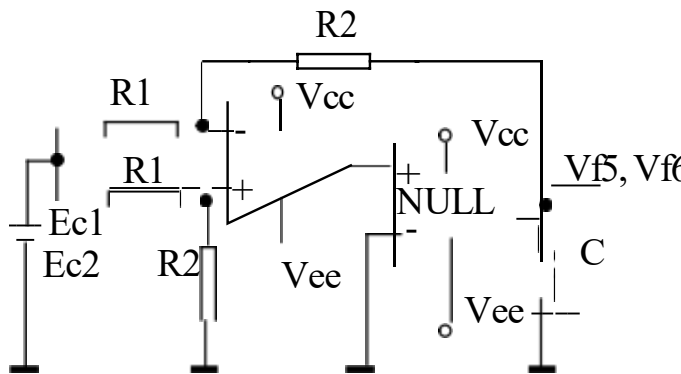 R2
R1
Vcc
Vcc
-
R1
+
+
Vf5, Vf6
NULL
-
Ec1
Ec2
R2
Vee
C
Vee